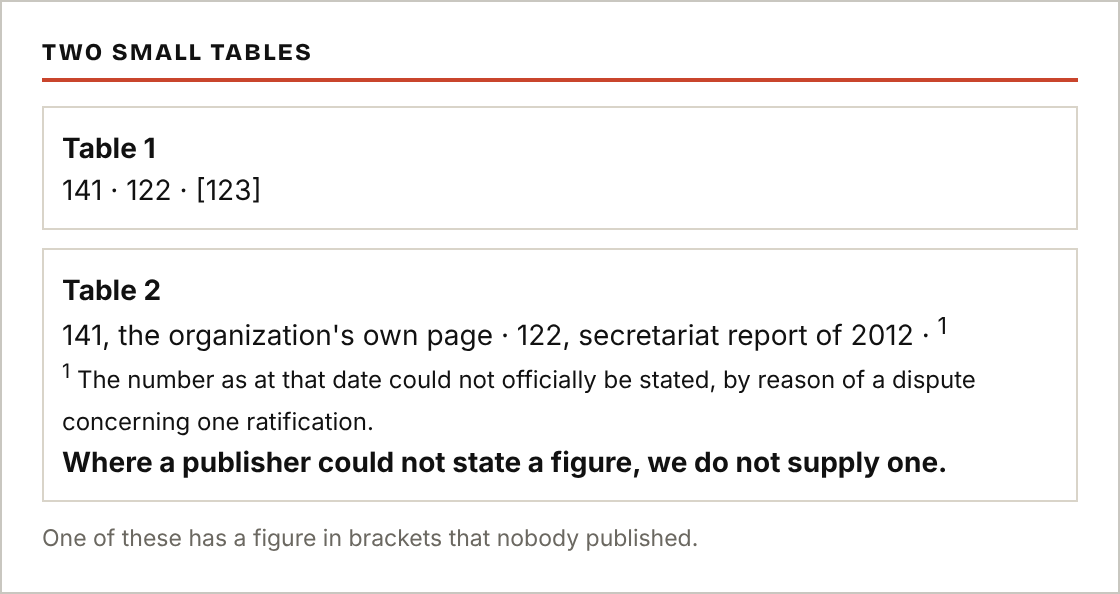 TWO SMALL TABLES
Table 1
141 · 122 · [123]
Table 2
141, the organization's own page · 122, secretariat report of 2012 · 1
1 The number as at that date could not officially be stated, by reason of a dispute
concerning one ratification.
Where a publisher could not state a figure, we do not supply one.
One of these has a figure in brackets that nobody published.